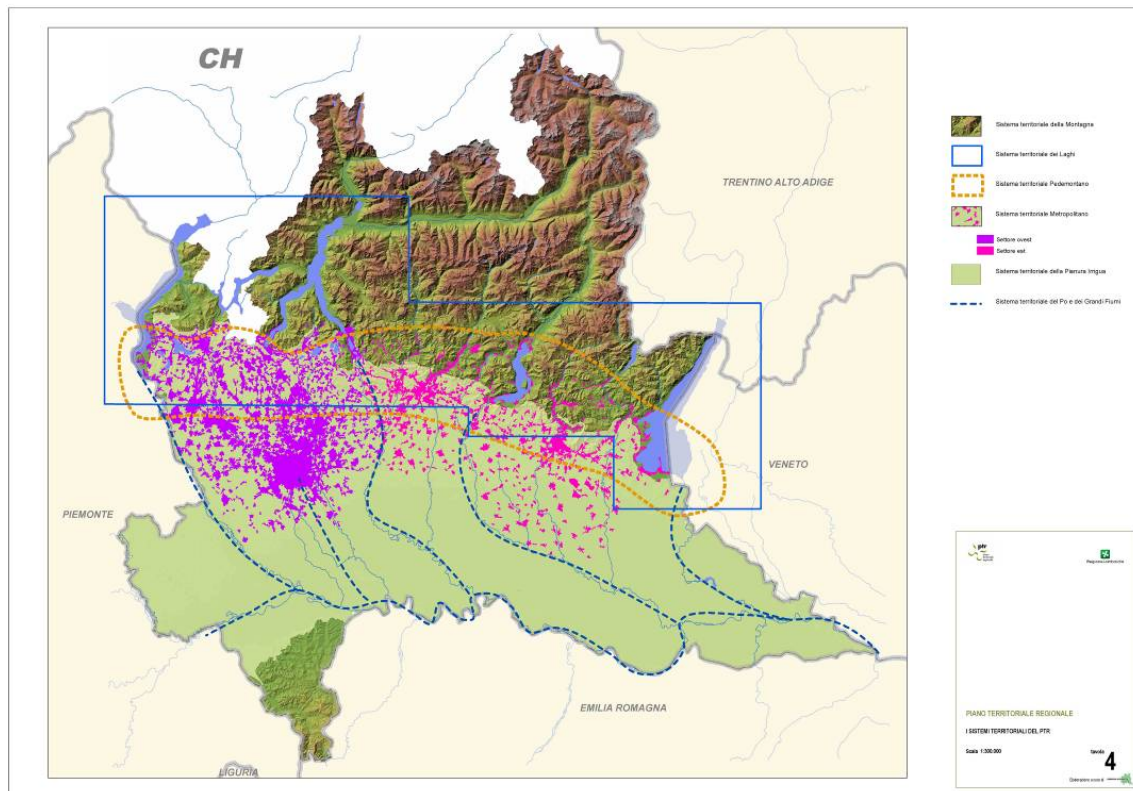 CH
TRENTINO ALTO ADIGE
VENETO
PIEMONTE
EMILIA ROMAGNA
LIGURIA
Sistema territoriale della Montagna
Sistema territoriale dei Laghi
Sistema territoriale Pedemontano
Sistema territoriale Metropolitano
Settore ovest
Settore est
Sistema territoriale della Pianura Irrigua
Sistema territoriale del Po e dei Grandi Fiumi
ptr
RegioneLombardia
PIANO TERRITORIALE REGIONALE
I SISTEMI TERRITORIALI DEL PTR
Scala 1:300.000
tavola
4